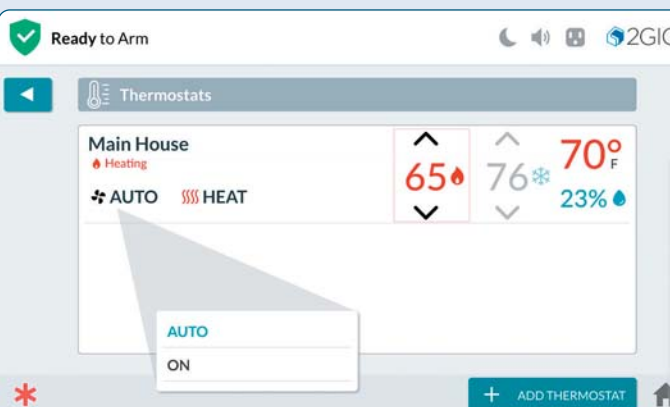 Ready to Arm
2GIG
Thermostats
Main House
Heating
AUTO HEAT
65
76
70°F
23%
AUTO
ON
+ ADD THERMOSTAT